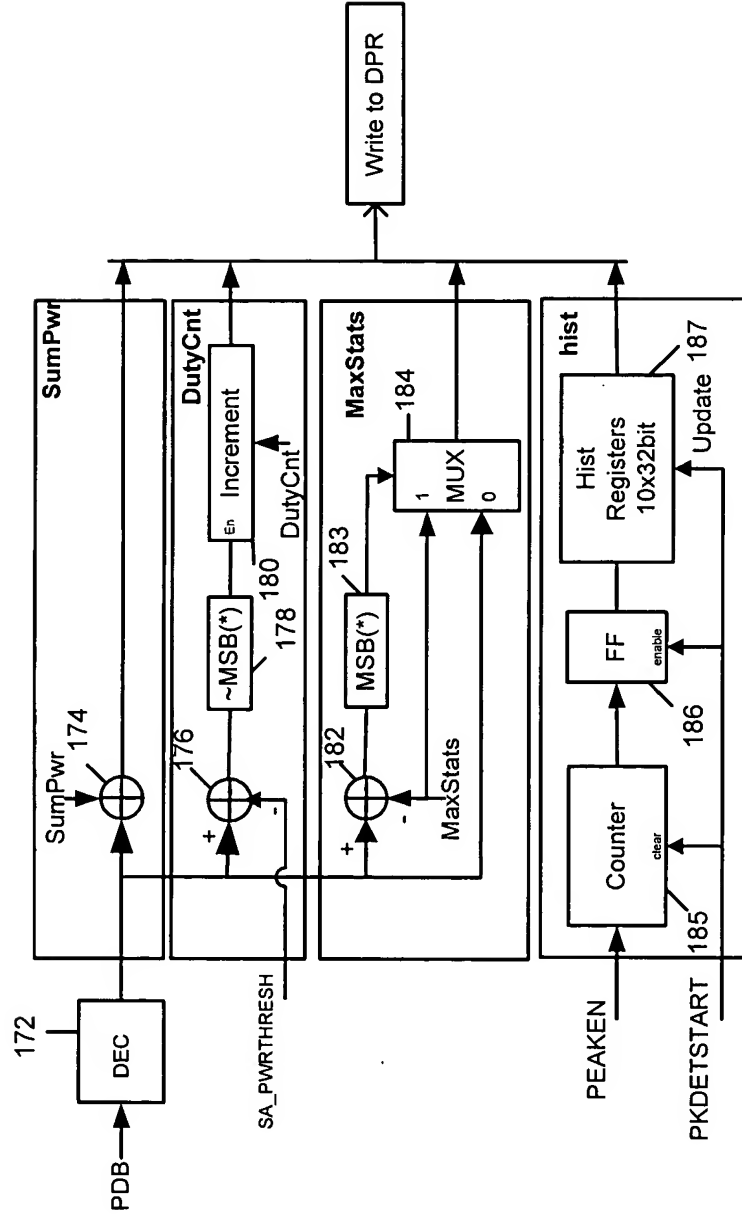 PDB
DEC
172
SumPwr
SumPwr
174
DutyCnt
SA_PWRTHRESH
+
-
176
~MSB(*)
178
En
Increment
180
DutyCnt
MaxStats
+
-
182
MaxStats
MSB(*)
183
184
1
MUX
0
hist
PEAKEN
PKDETSTART
Counter
clear
185
FF
enable
186
Hist
Registers
10x32bit
187
Update
Write to DPR